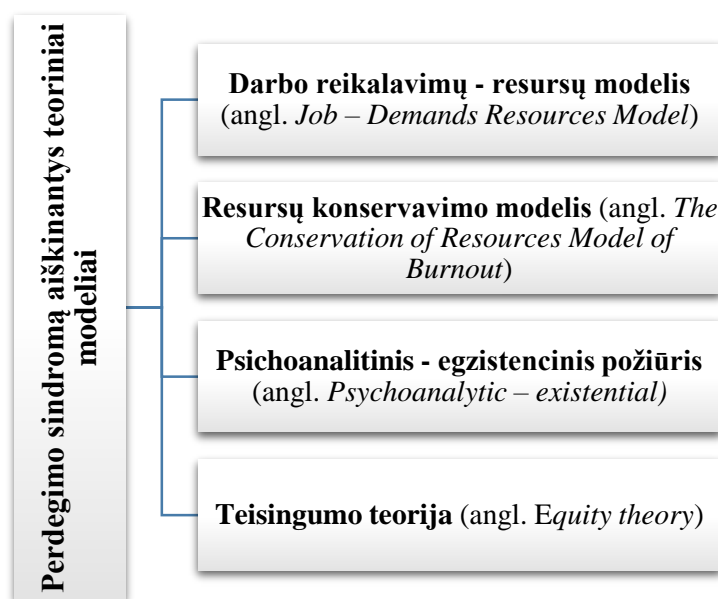 Perdegimo sindromą aiškinantys teoriniai
modeliai
Darbo reikalavimų - resursų modelis
(angl. Job – Demands Resources Model)
Resursų konservavimo modelis (angl. The
Conservation of Resources Model of
Burnout)
Psichoanalitinis - egzistencinis požiūris
(angl. Psychoanalytic – existential)
Teisingumo teorija (angl. Equity theory)